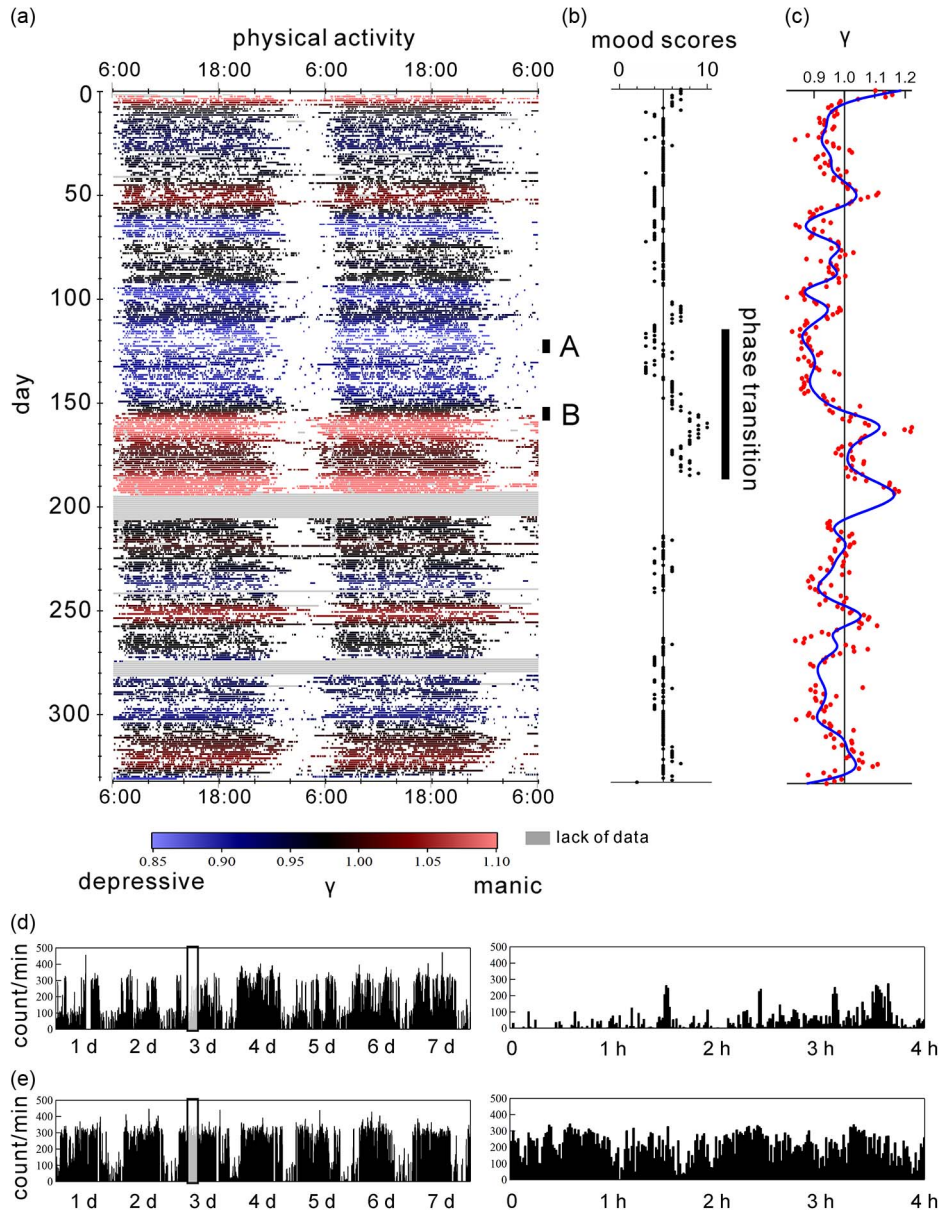 (a)
physical activity
6:00 18:00 6:00 18:00 6:00
day
0
50
100
150
200
250
300
6:00 18:00 6:00 18:00 6:00
A
B
(b)
mood scores
0 10
phase transition
(c)
γ
0.9 1.0 1.1 1.2
0.85 0.90 0.95 1.00 1.05 1.10
depressive γ manic
lack of data
(d)
count/min
500
400
300
200
100
0
1 d 2 d 3 d 4 d 5 d 6 d 7 d
500
400
300
200
100
0
0 1 h 2 h 3 h 4 h
(e)
count/min
500
400
300
200
100
0
1 d 2 d 3 d 4 d 5 d 6 d 7 d
500
400
300
200
100
0
0 1 h 2 h 3 h 4 h